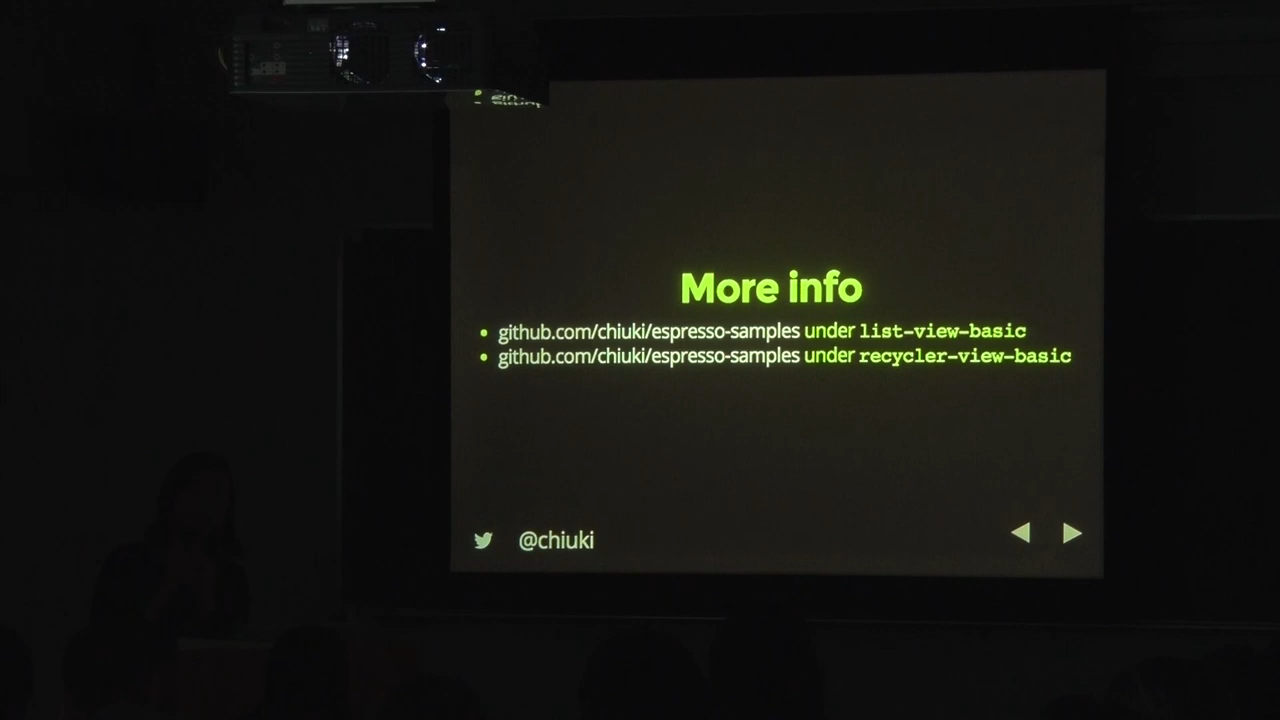 More info
• github.com/chiuki/espresso-samples under list-view-basic
• github.com/chiuki/espresso-samples under recycler-view-basic
@chiuki